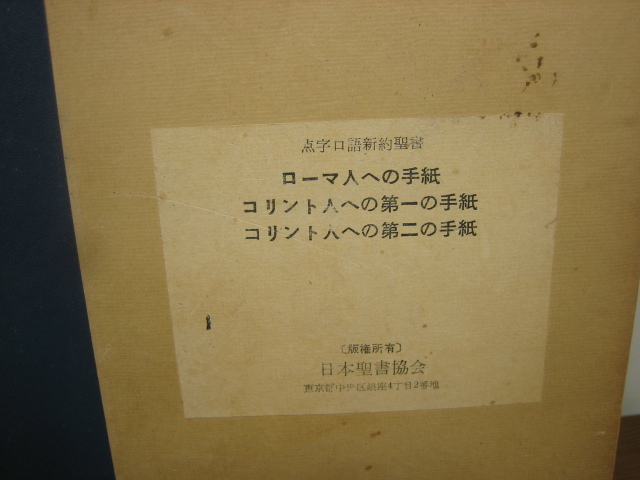 点字口語新約聖書
ローマ人への手紙
コリント人への第一の手紙
コリント人への第二の手紙
〔版権所有〕
日本聖書協会
東京都中央区銀座4丁目2番地